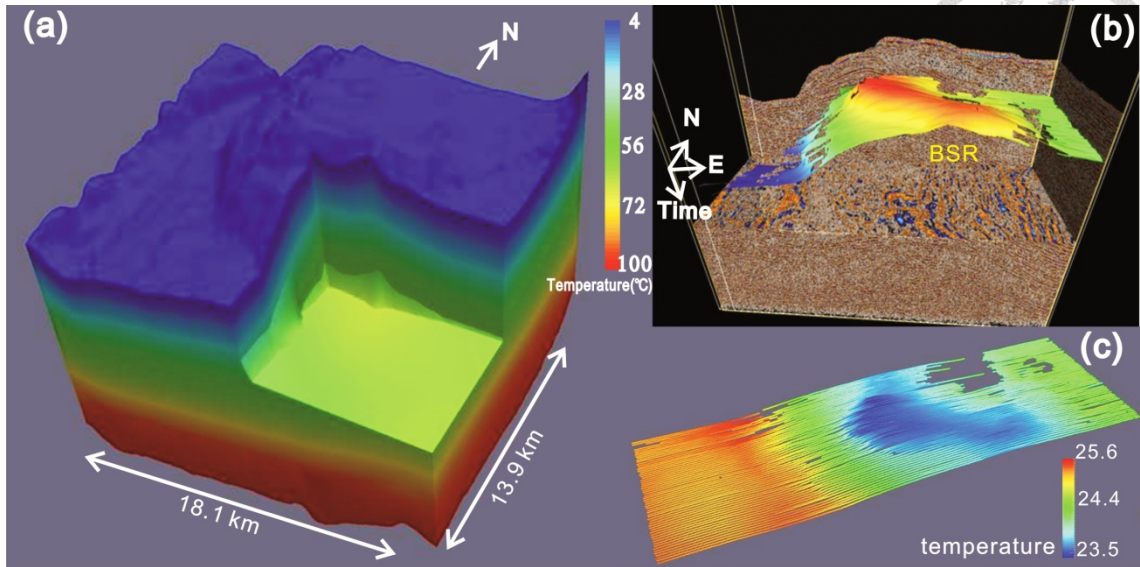 (a)
N
4
28
56
72
100
Temperature(℃)
18.1 km
13.9 km
(b)
N
E
Time
BSR
(c)
25.6
24.4
23.5
temperature